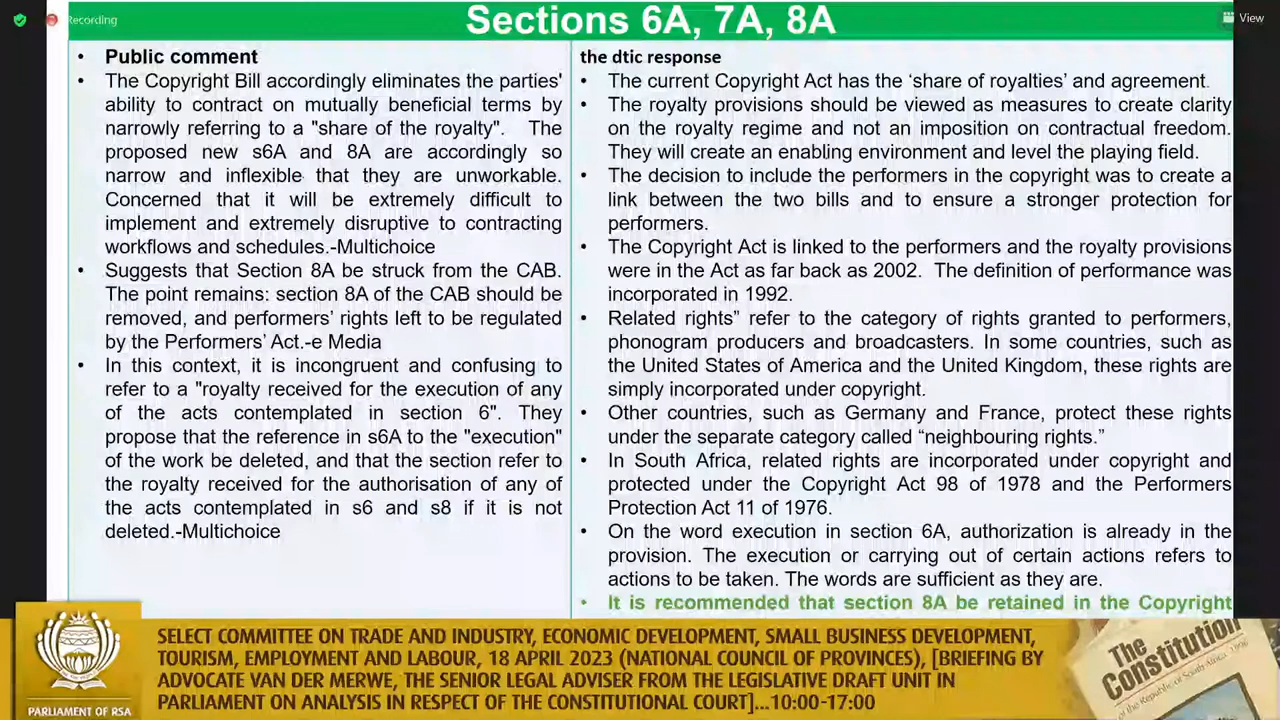 Recording
Sections 6A, 7A, 8A
View
• Public comment
• The Copyright Bill accordingly eliminates the parties'
ability to contract on mutually beneficial terms by
narrowly referring to a "share of the royalty". The
proposed new s6A and 8A are accordingly so
narrow and inflexible that they are unworkable.
Concerned that it will be extremely difficult to
implement and extremely disruptive to contracting
workflows and schedules.-Multichoice
• Suggests that Section 8A be struck from the CAB.
The point remains: section 8A of the CAB should be
removed, and performers' rights left to be regulated
by the Performers' Act.-e Media
• In this context, it is incongruent and confusing to
refer to a "royalty received for the execution of any
of the acts contemplated in section 6". They
propose that the reference in s6A to the "execution"
of the work be deleted, and that the section refer to
the royalty received for the authorisation of any of
the acts contemplated in s6 and s8 if it is not
deleted.-Multichoice
the dtic response
• The current Copyright Act has the ‘share of royalties’ and agreement.
• The royalty provisions should be viewed as measures to create clarity
on the royalty regime and not an imposition on contractual freedom.
They will create an enabling environment and level the playing field.
• The decision to include the performers in the copyright was to create a
link between the two bills and to ensure a stronger protection for
performers.
• The Copyright Act is linked to the performers and the royalty provisions
were in the Act as far back as 2002. The definition of performance was
incorporated in 1992.
• Related rights” refer to the category of rights granted to performers,
phonogram producers and broadcasters. In some countries, such as
the United States of America and the United Kingdom, these rights are
simply incorporated under copyright.
• Other countries, such as Germany and France, protect these rights
under the separate category called “neighbouring rights.”
• In South Africa, related rights are incorporated under copyright and
protected under the Copyright Act 98 of 1978 and the Performers
Protection Act 11 of 1976.
• On the word execution in section 6A, authorization is already in the
provision. The execution or carrying out of certain actions refers to
actions to be taken. The words are sufficient as they are.
• It is recommended that section 8A be retained in the Copyright
SELECT COMMITTEE ON TRADE AND INDUSTRY, ECONOMIC DEVELOPMENT, SMALL BUSINESS DEVELOPMENT,
TOURISM, EMPLOYMENT AND LABOUR, 18 APRIL 2023 (NATIONAL COUNCIL OF PROVINCES), [BRIEFING BY
ADVOCATE VAN DER MERWE, THE SENIOR LEGAL ADVISER FROM THE LEGISLATIVE DRAFT UNIT IN
PARLIAMENT ON ANALYSIS IN RESPECT OF THE CONSTITUTIONAL COURT]...10:00-17:00
PARLIAMENT OF RSA
The
Constitution
of the Republic of South Africa, 1996